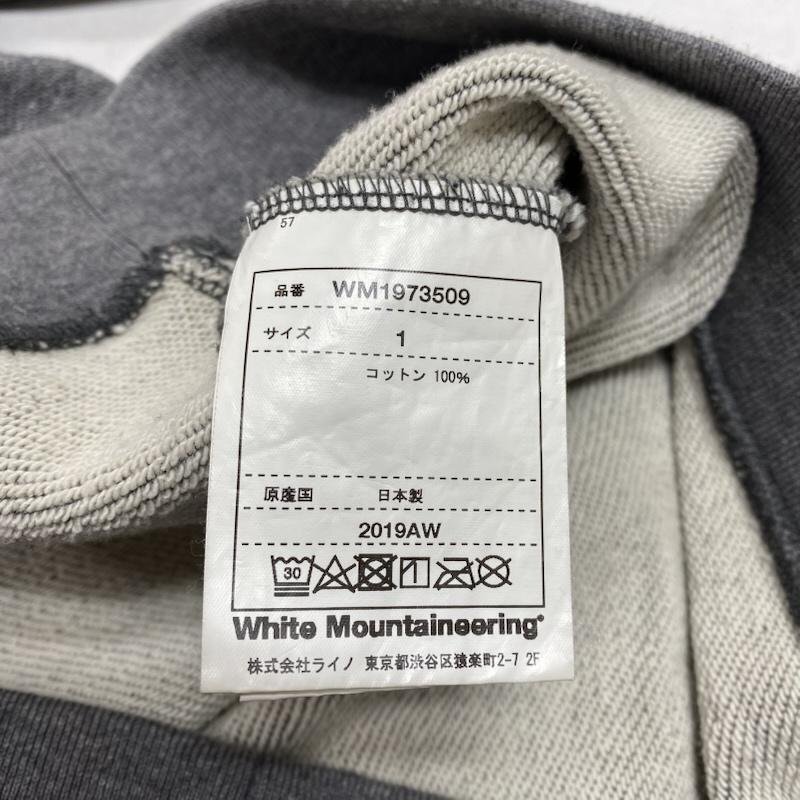 57
品番 WM1973509
サイズ 1
コットン 100%
原産国 日本製
2019AW
30
White Mountaineering®
株式会社ライノ 東京都渋谷区猿楽町2-7 2F